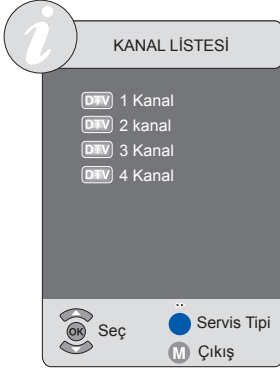 i
KANAL LİSTESİ
DTV 1 Kanal
DTV 2 kanal
DTV 3 Kanal
DTV 4 Kanal
OK Seç
Servis Tipi
M Çıkış